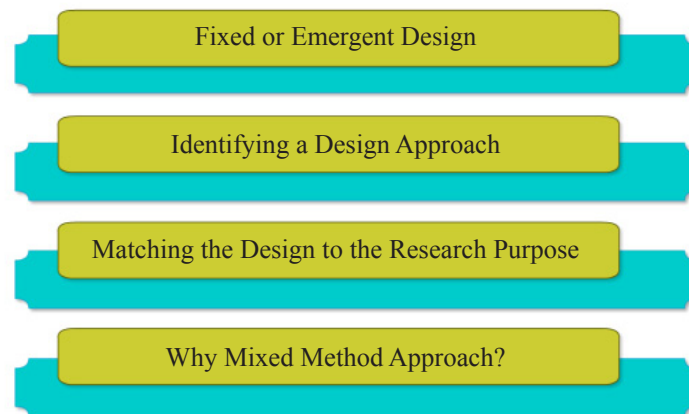 Fixed or Emergent Design
Identifying a Design Approach
Matching the Design to the Research Purpose
Why Mixed Method Approach?